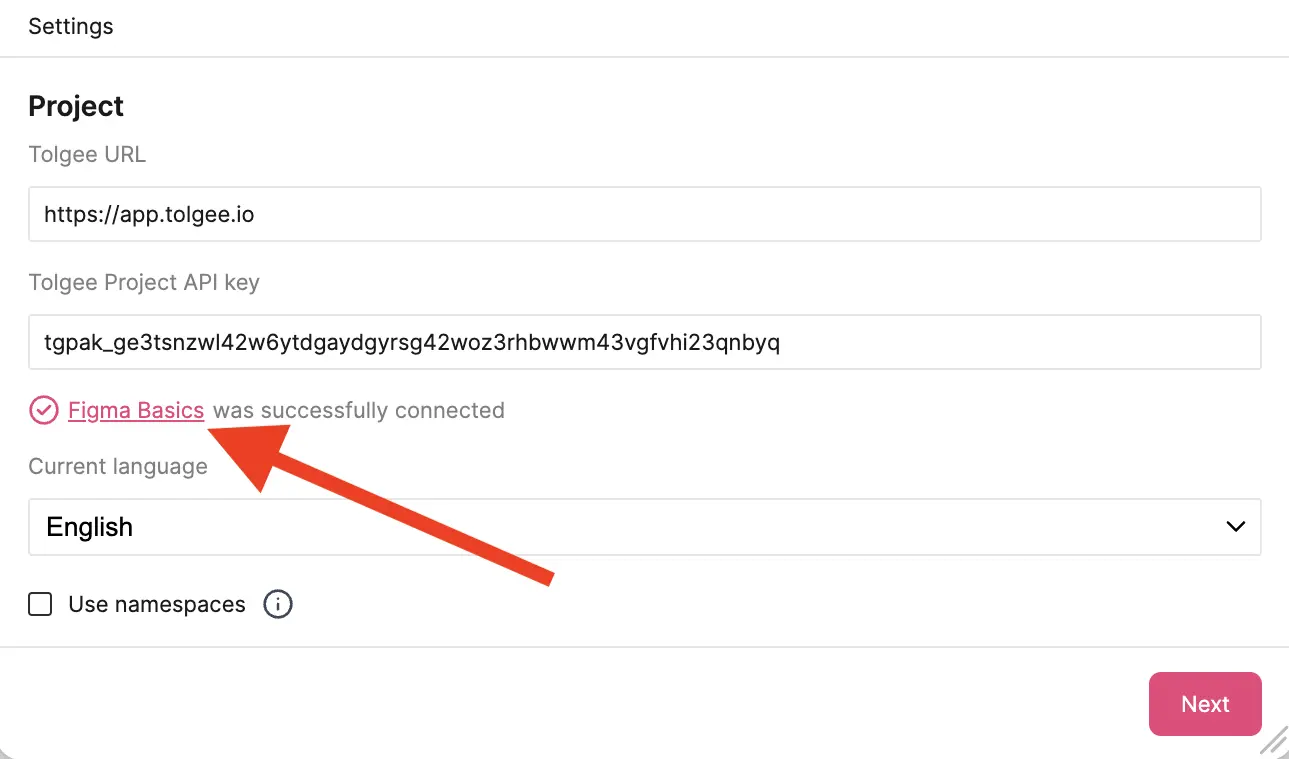 Settings
Project
Tolgee URL
https://app.tolgee.io
Tolgee Project API key
tgpak_ge3tsnzwl42w6ytdgaydgyrsg42woz3rhbwwm43vgfvhi23qnbyq
Figma Basics was successfully connected
Current language
English
Use namespaces
Next